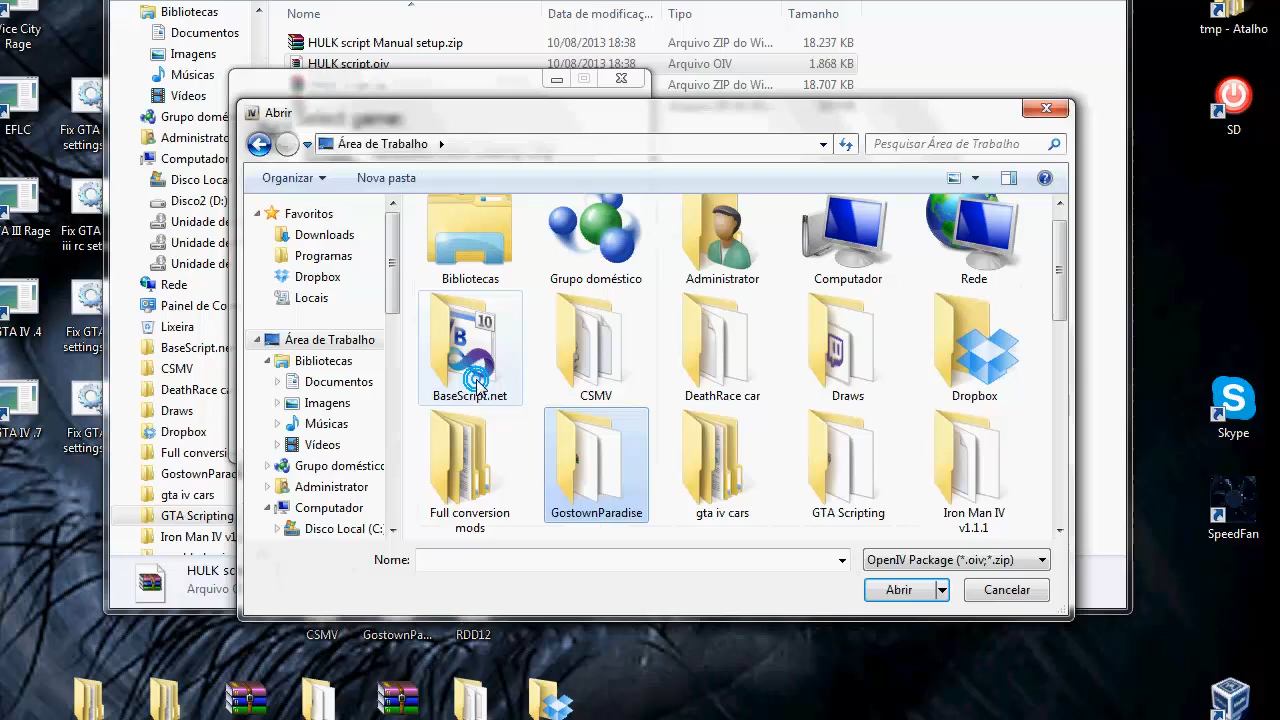 Vice City
Rage
EFLC
GTA III Rage
GTA IV .4
GTA IV .7
Fix GTA
settings
Fix GTA
iii rc sett
Fix GTA
settings.
Fix GTA
settings.
Bibliotecas
Documentos
Imagens
Músicas
Vídeos
Grupo domés
Administrato
Computador
Disco Loca
Disco2 (D:)
Unidade de
Unidade de
Unidade de
Rede
Painel de Co
Lixeira
BaseScript.ne
CSMV
DeathRace ca
Draws
Dropbox
Full conversi
GostownParad
gta iv cars
GTA Scripting
Iron Man IV v1
Nome
Data de modificaç...
Tipo
Tamanho
HULK script Manual setup.zip
10/08/2013 18:38
Arquivo ZIP do Wi...
18.237 KB
HULK script.oiv
10/08/2013 18:38
Arquivo OIV
1.868 KB
10/08/2013 18:38
Arquivo ZIP do Wi...
18.707 KB
Select game:
Abrir
Área de Trabalho
Pesquisar Área de Trabalho
Organizar
Nova pasta
Favoritos
Downloads
Programas
Dropbox
Locais
Área de Trabalho
Bibliotecas
Documentos
Imagens
Músicas
Vídeos
Grupo doméstico
Administrator
Computador
Disco Local (C:
Bibliotecas
Grupo doméstico
Administrator
Computador
Rede
BaseScript.net
CSMV
DeathRace car
Draws
Dropbox
Full conversion
mods
GostownParadise
gta iv cars
GTA Scripting
Iron Man IV
v1.1.1
Nome:
OpenIV Package (*.oiv;*.zip)
Abrir
Cancelar
HULK sc
Arquivo O
CSMV
GostownPa...
RDD12
tmp - Atalho
SD
Skype
SpeedFan